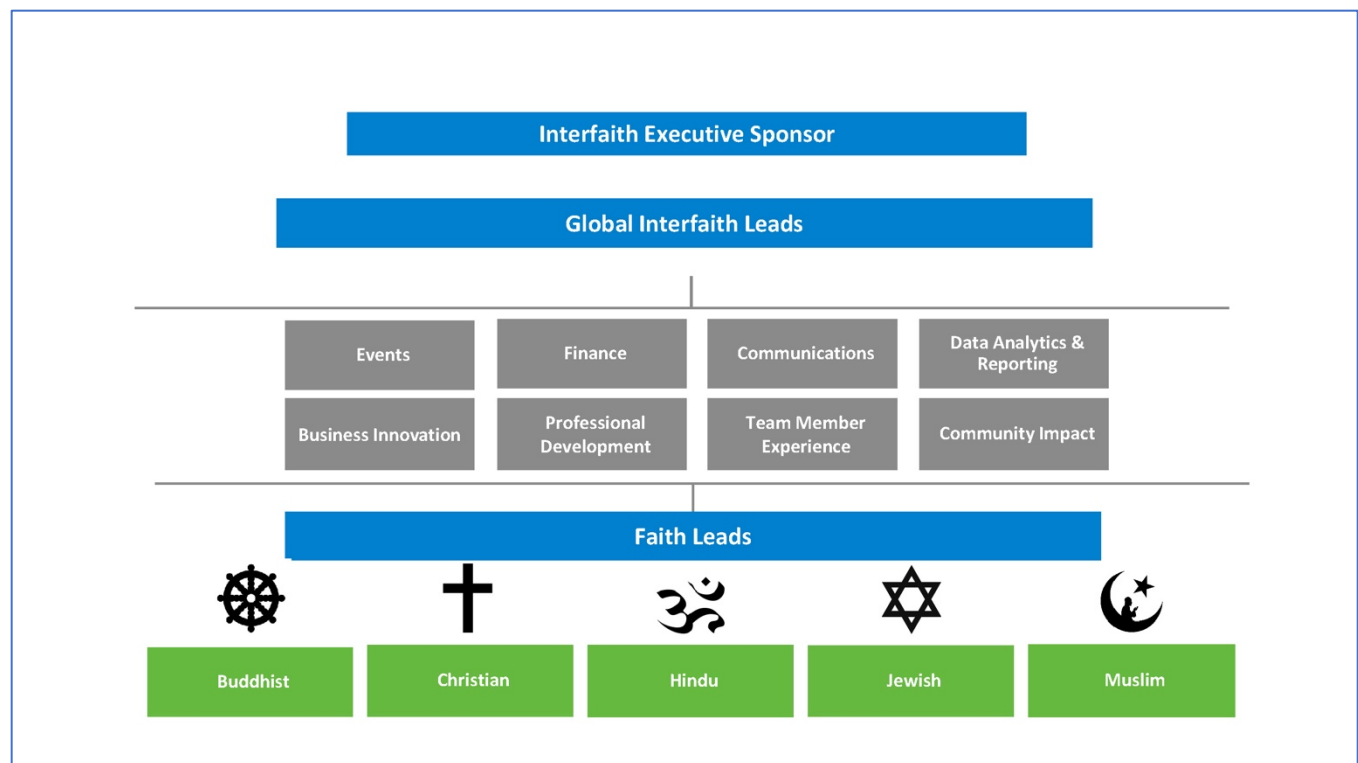 Interfaith Executive Sponsor
Global Interfaith Leads
Events
Finance
Communications
Data Analytics &
Reporting
Business Innovation
Professional
Development
Team Member
Experience
Community Impact
Faith Leads
Buddhist
Christian
Hindu
Jewish
Muslim